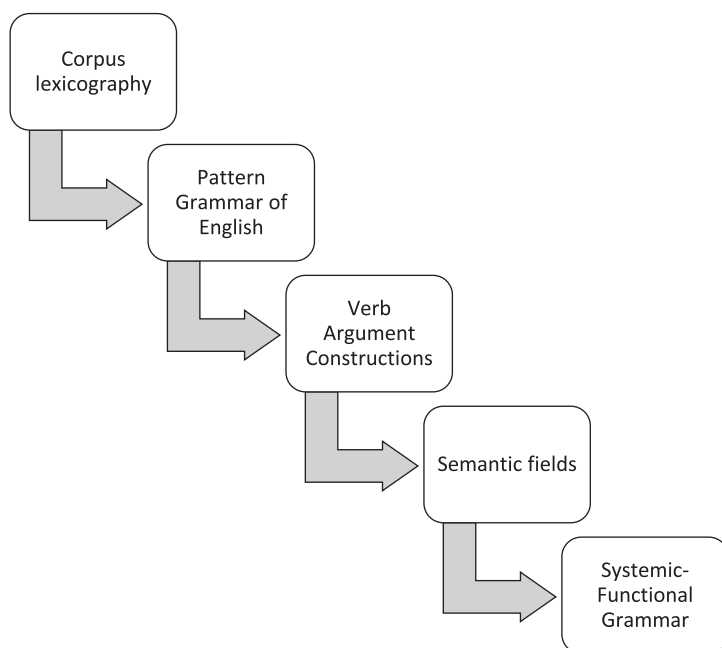 Corpus
lexicography
Pattern
Grammar of
English
Verb
Argument
Constructions
Semantic fields
Systemic-
Functional
Grammar